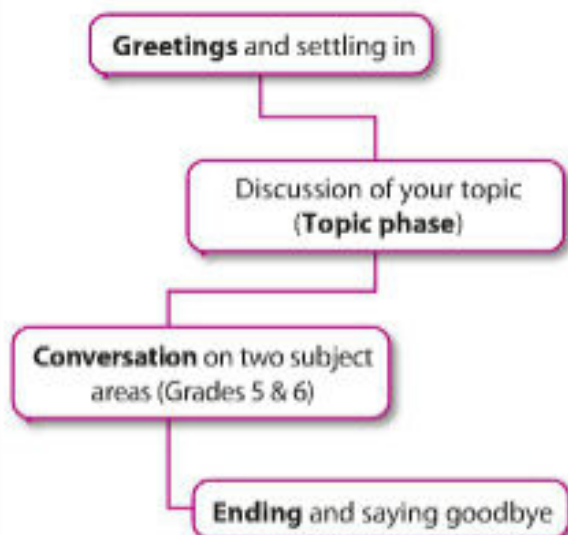 Greetings and settling in
Discussion of your topic
(Topic phase)
Conversation on two subject
areas (Grades 5 & 6)
Ending and saying goodbye